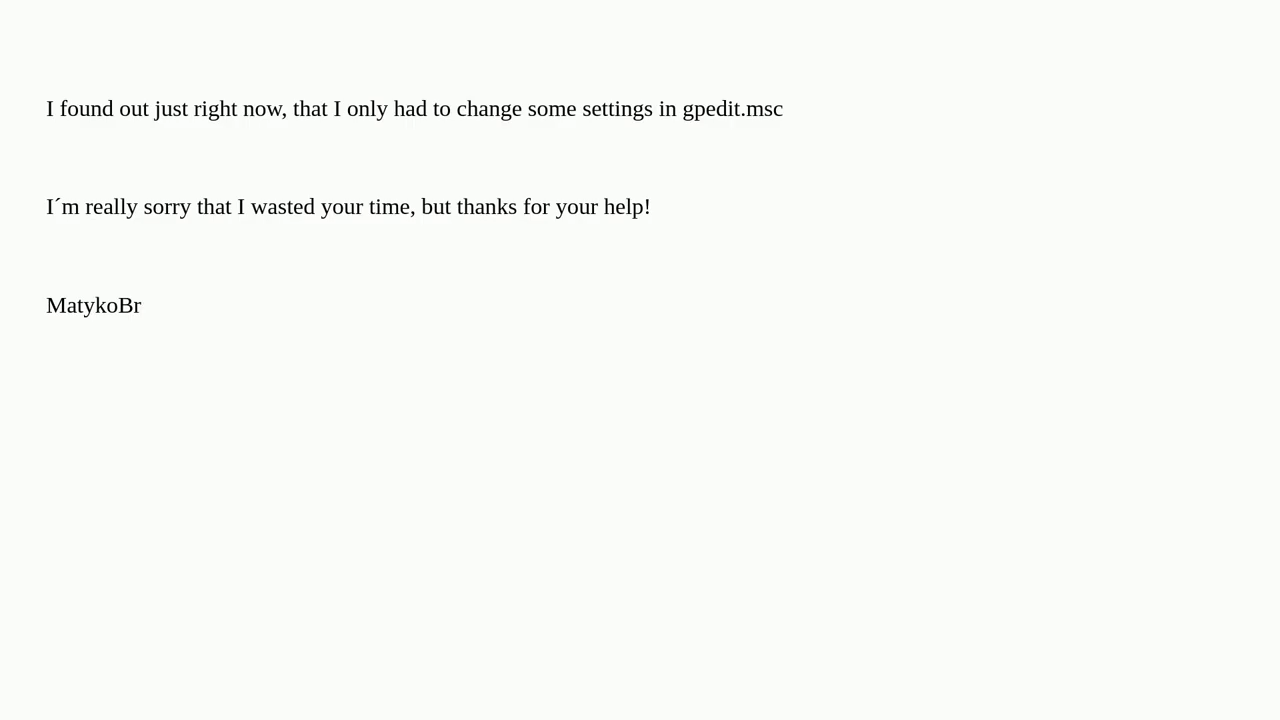 I found out just right now, that I only had to change some settings in gpedit.msc
I´m really sorry that I wasted your time, but thanks for your help!
MatykoBr